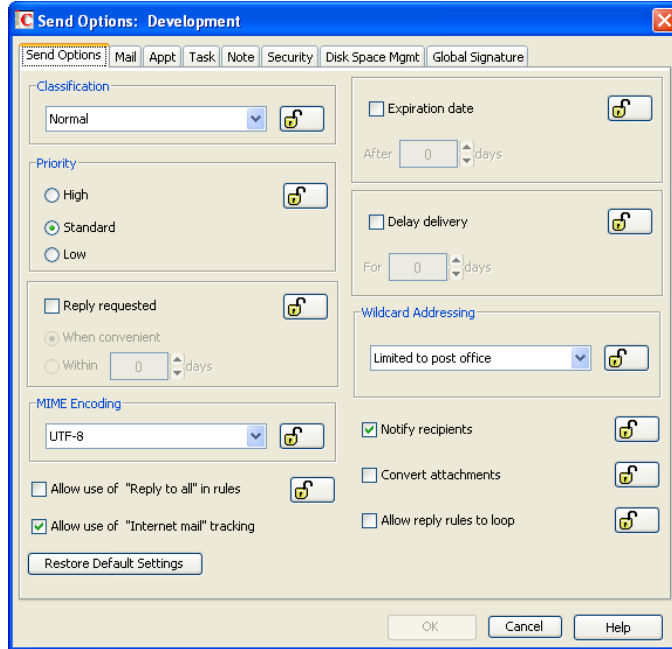 Send Options: Development
Send Options Mail Appt Task Note Security Disk Space Mgmt Global Signature
Classification
Normal
Priority
High
Standard
Low
Reply requested
When convenient
Within 0 days
MIME Encoding
UTF-8
Allow use of "Reply to all" in rules
Allow use of "Internet mail" tracking
Restore Default Settings
Expiration date
After 0 days
Delay delivery
For 0 days
Wildcard Addressing
Limited to post office
Notify recipients
Convert attachments
Allow reply rules to loop
OK Cancel Help